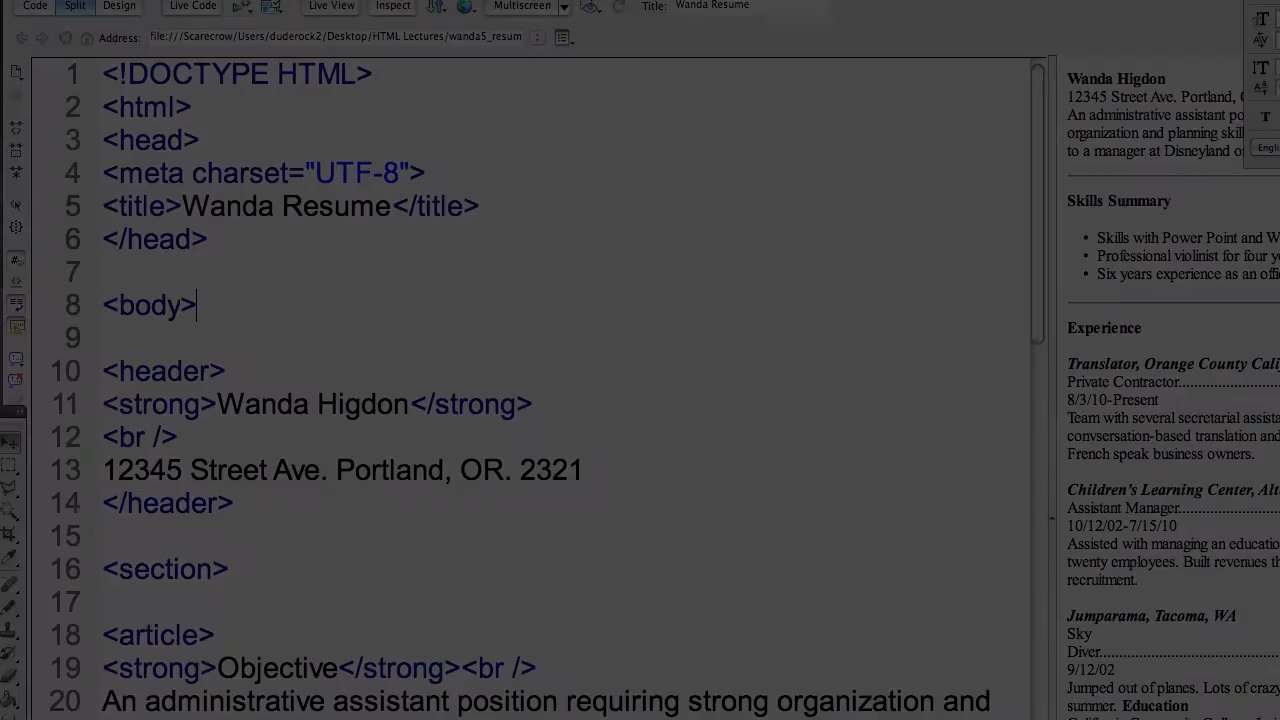 Code Split Design Live Code Live View Inspect Multiscreen Title: Wanda Resume
Address: file:///Scarecrow/Users/duderock2/Desktop/HTML Lectures/wanda5_resum
1 <!DOCTYPE HTML>
2 <html>
3 <head>
4 <meta charset="UTF-8">
5 <title>Wanda Resume</title>
6 </head>
7
8 <body>
9
10 <header>
11 <strong>Wanda Higdon</strong>
12 <br />
13 12345 Street Ave. Portland, OR. 2321
14 </header>
15
16 <section>
17
18 <article>
19 <strong>Objective</strong><br />
20 An administrative assistant position requiring strong organization and
Wanda Higdon
12345 Street Ave. Portland,
An administrative assistant po
organization and planning skil
to a manager at Disneyland o
Skills Summary
• Skills with Power Point and W
• Professional violinist for four y
• Six years experience as an offi
Experience
Translator, Orange County Cali
Private Contractor
8/3/10-Present
Team with several secretarial assista
convsersation-based translation and
French speak business owners.
Children's Learning Center, Alt
Assistant Manager
10/12/02-7/15/10
Assisted with managing an educatio
twenty employees. Built revenues th
recruitment.
Jumparama, Tacoma, WA
Sky
Diver
9/12/02
Jumped out of planes. Lots of crazy
summer. Education
Engli